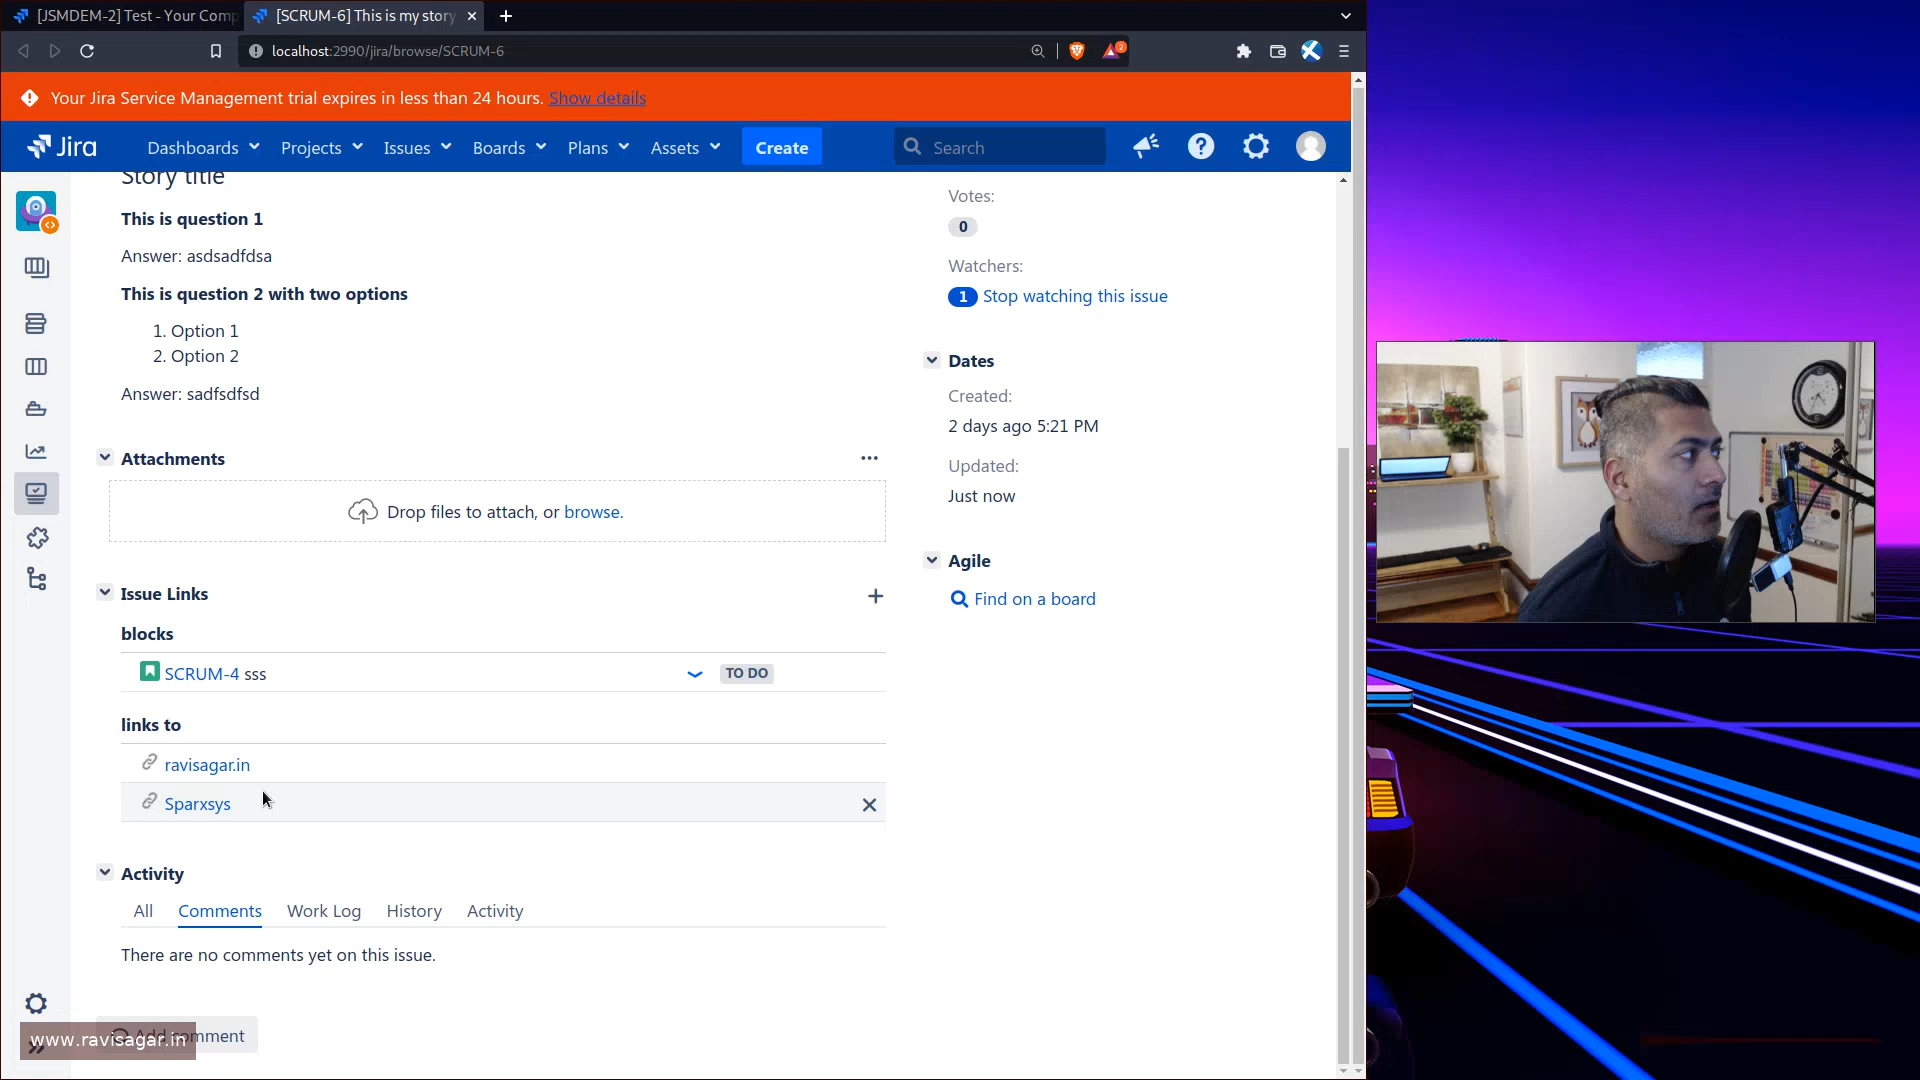 [JSMDEM-2] Test - Your Comp
[SCRUM-6] This is my story
localhost:2990/jira/browse/SCRUM-6
2
Your Jira Service Management trial expires in less than 24 hours. Show details
Jira
Dashboards
Projects
Issues
Boards
Plans
Assets
Create
Search
Story title
This is question 1
Answer: asdsadfdsa
This is question 2 with two options
1. Option 1
2. Option 2
Answer: sadfsdfsd
Attachments
Drop files to attach, or browse.
Issue Links
blocks
SCRUM-4 sss
TO DO
links to
ravisagar.in
Sparxsys
Activity
All
Comments
Work Log
History
Activity
There are no comments yet on this issue.
Add comment
www.ravisagar.in
Votes:
0
Watchers:
1 Stop watching this issue
Dates
Created:
2 days ago 5:21 PM
Updated:
Just now
Agile
Find on a board